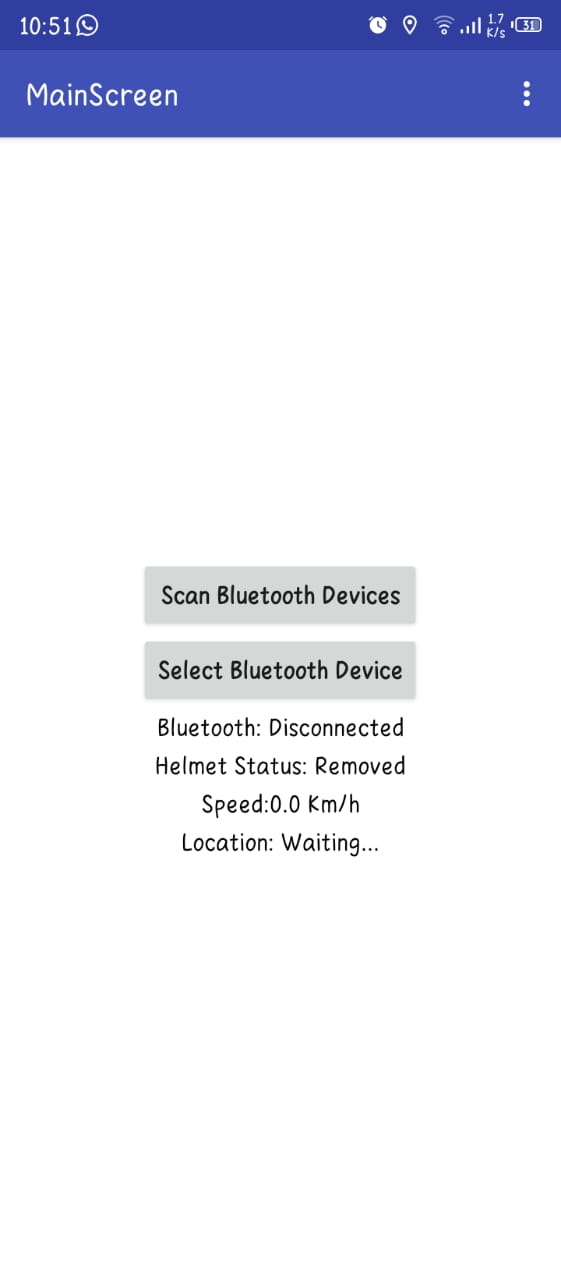 10:51
1.7
K/s
31
MainScreen
Scan Bluetooth Devices
Select Bluetooth Device
Bluetooth: Disconnected
Helmet Status: Removed
Speed:0.0 Km/h
Location: Waiting...